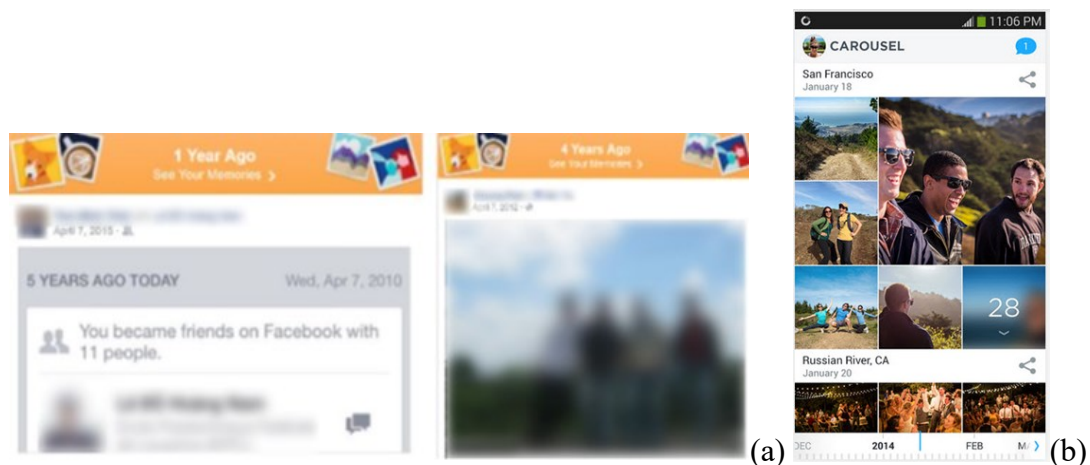 1 Year Ago
See Your Memories >
April 7, 2015
5 YEARS AGO TODAY
Wed, Apr 7, 2010
You became friends on Facebook with
11 people.
4 Years Ago
See Your Memories >
April 7, 2012
(a)
11:06 PM
CAROUSEL
1
San Francisco
January 18
28
Russian River, CA
January 20
DEC 2014 FEB
(b)